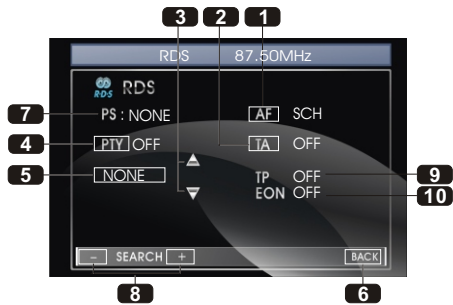 3 2 1
RDS 87.50MHz
RDS RDS
7 PS : NONE AF SCH
4 PTY OFF TA OFF
5 NONE TP OFF 9
EON OFF 10
− SEARCH + BACK
8 6